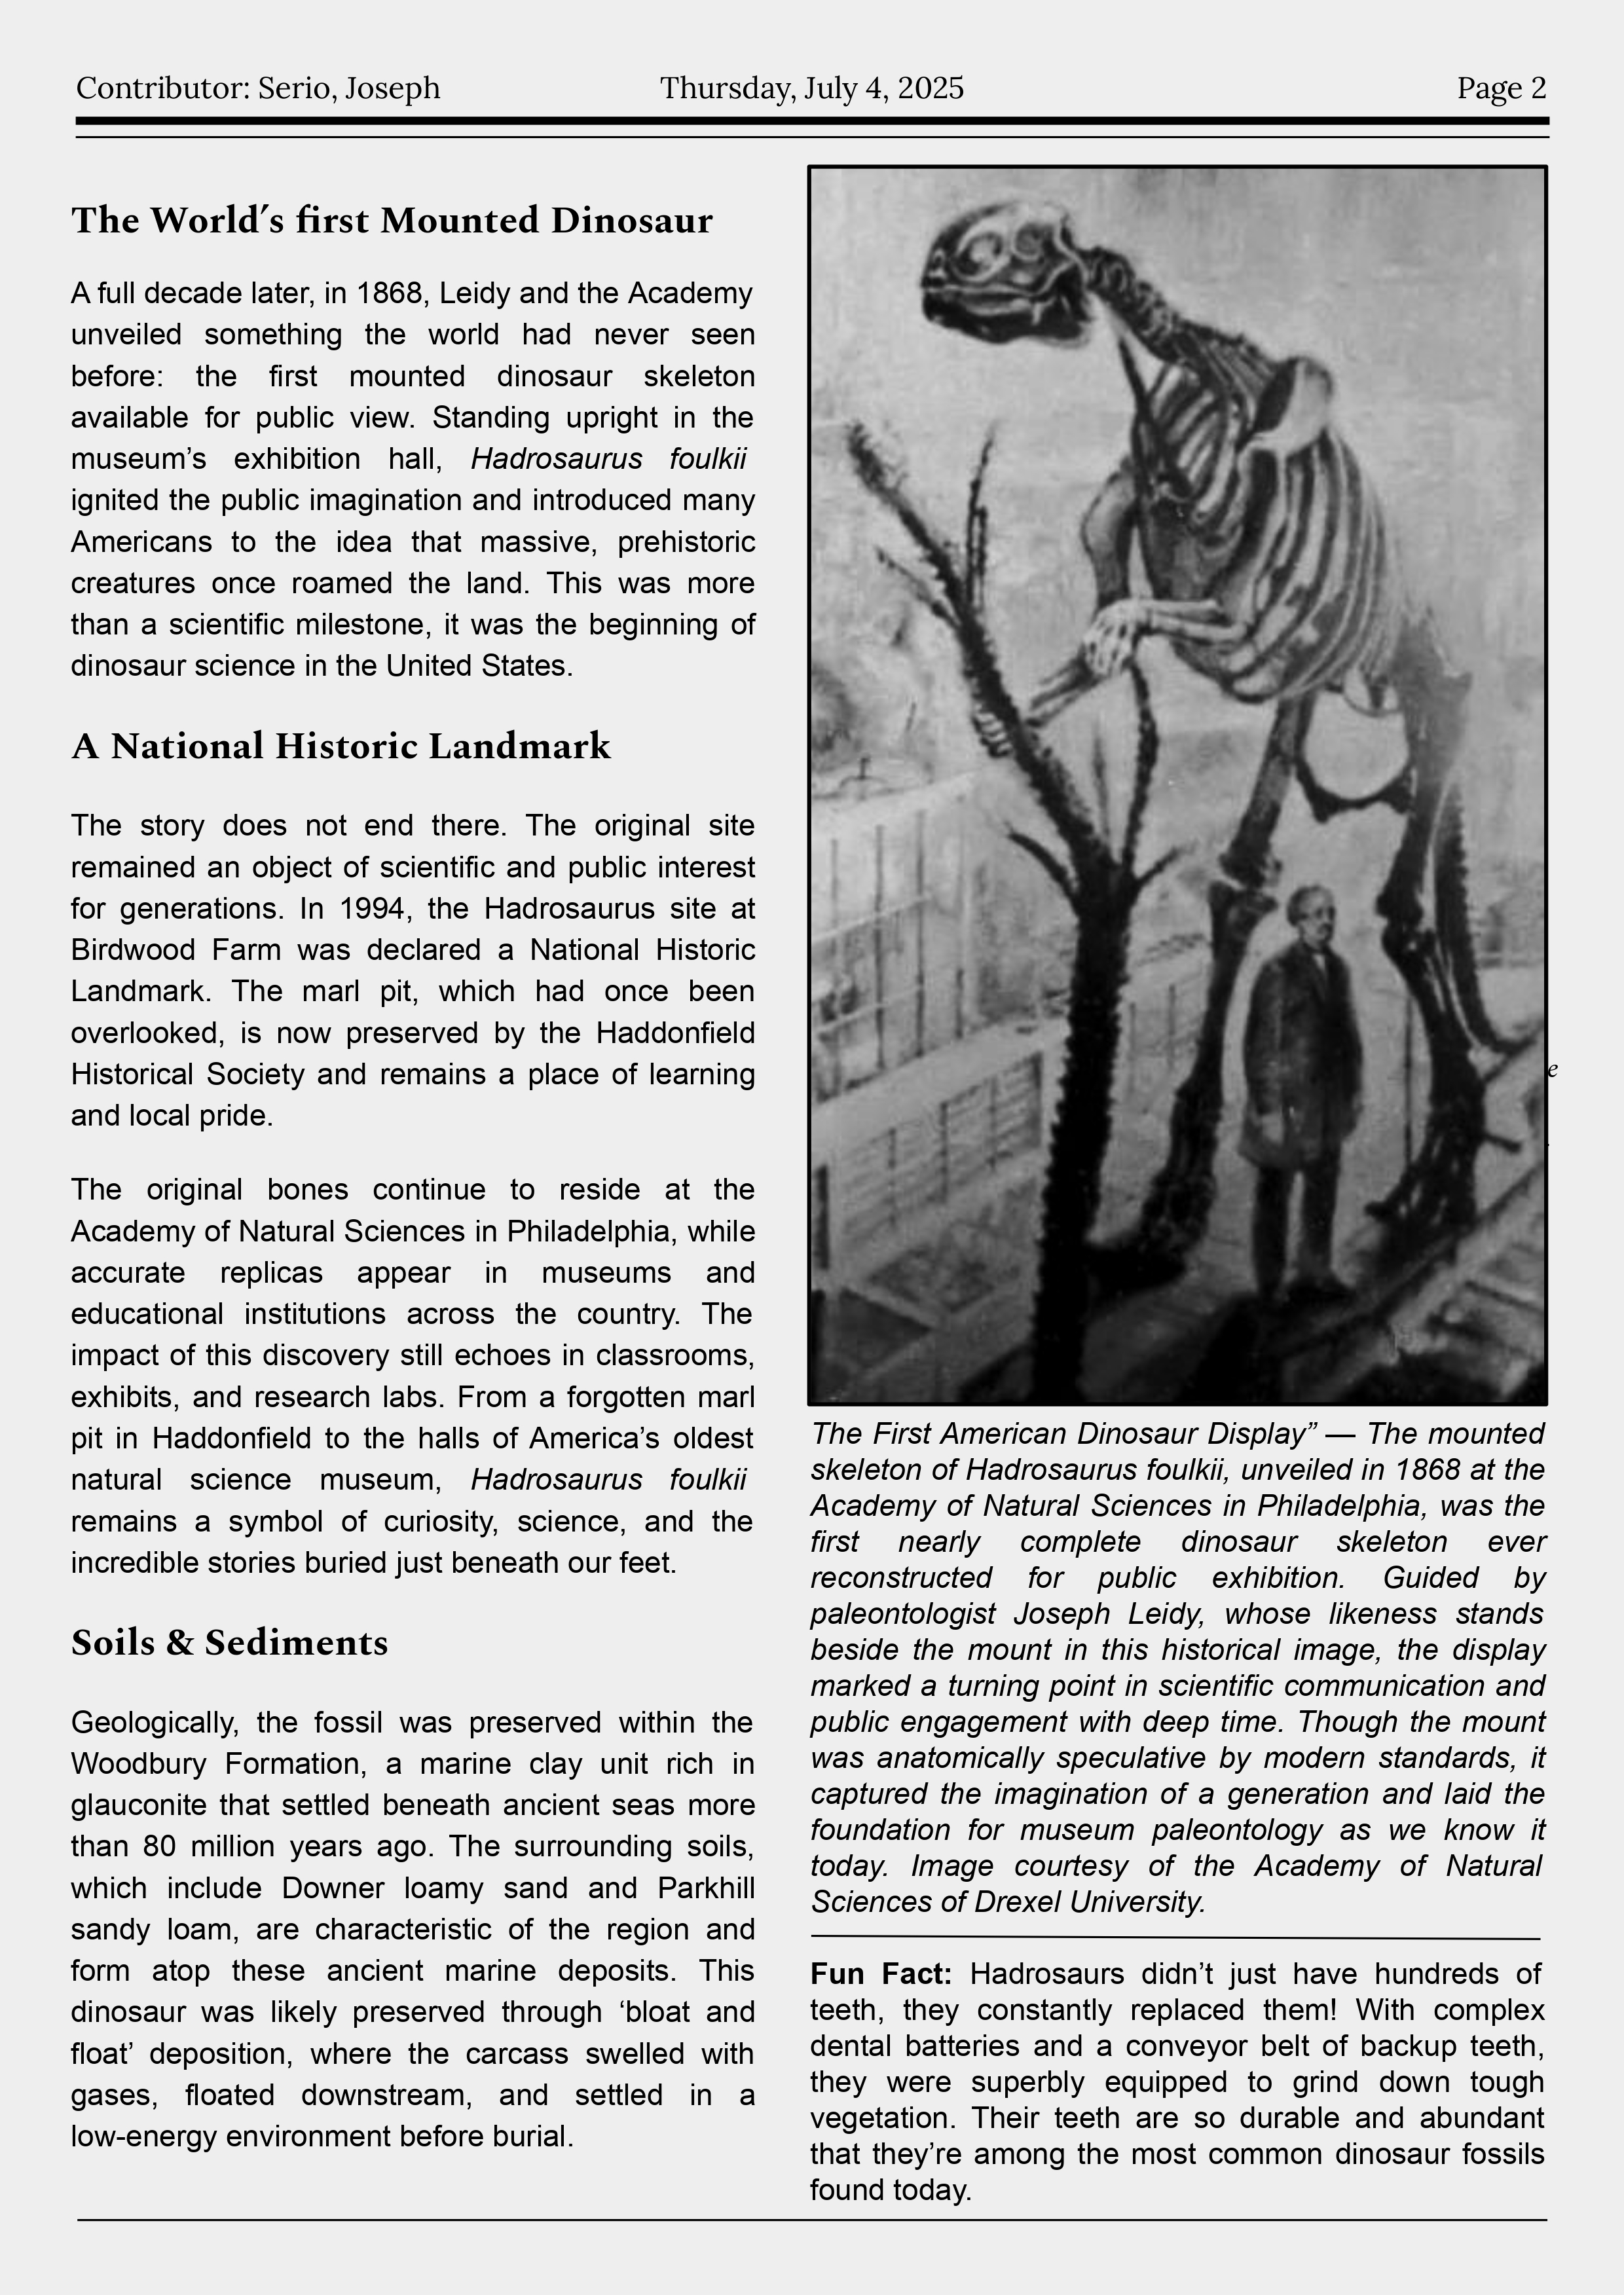 Contributor: Serio, Joseph
Thursday, July 4, 2025
Page 2
The World's first Mounted Dinosaur
A full decade later, in 1868, Leidy and the Academy
unveiled something the world had never seen
before: the first mounted dinosaur skeleton
available for public view. Standing upright in the
museum's exhibition hall, Hadrosaurus foulkii
ignited the public imagination and introduced many
Americans to the idea that massive, prehistoric
creatures once roamed the land. This was more
than a scientific milestone, it was the beginning of
dinosaur science in the United States.
A National Historic Landmark
The story does not end there. The original site
remained an object of scientific and public interest
for generations. In 1994, the Hadrosaurus site at
Birdwood Farm was declared a National Historic
Landmark. The marl pit, which had once been
overlooked, is now preserved by the Haddonfield
Historical Society and remains a place of learning
and local pride.
The original bones continue to reside at the
Academy of Natural Sciences in Philadelphia, while
accurate replicas appear in museums and
educational institutions across the country. The
impact of this discovery still echoes in classrooms,
exhibits, and research labs. From a forgotten marl
pit in Haddonfield to the halls of America's oldest
natural science museum, Hadrosaurus foulkii
remains a symbol of curiosity, science, and the
incredible stories buried just beneath our feet.
Soils & Sediments
Geologically, the fossil was preserved within the
Woodbury Formation, a marine clay unit rich in
glauconite that settled beneath ancient seas more
than 80 million years ago. The surrounding soils,
which include Downer loamy sand and Parkhill
sandy loam, are characteristic of the region and
form atop these ancient marine deposits. This
dinosaur was likely preserved through ‘bloat and
float’ deposition, where the carcass swelled with
gases, floated downstream, and settled in a
low-energy environment before burial.
e
The First American Dinosaur Display” — The mounted
skeleton of Hadrosaurus foulkii, unveiled in 1868 at the
Academy of Natural Sciences in Philadelphia, was the
first nearly complete dinosaur skeleton ever
reconstructed for public exhibition. Guided by
paleontologist Joseph Leidy, whose likeness stands
beside the mount in this historical image, the display
marked a turning point in scientific communication and
public engagement with deep time. Though the mount
was anatomically speculative by modern standards, it
captured the imagination of a generation and laid the
foundation for museum paleontology as we know it
today. Image courtesy of the Academy of Natural
Sciences of Drexel University.
Fun Fact: Hadrosaurs didn’t just have hundreds of
teeth, they constantly replaced them! With complex
dental batteries and a conveyor belt of backup teeth,
they were superbly equipped to grind down tough
vegetation. Their teeth are so durable and abundant
that they’re among the most common dinosaur fossils
found today.